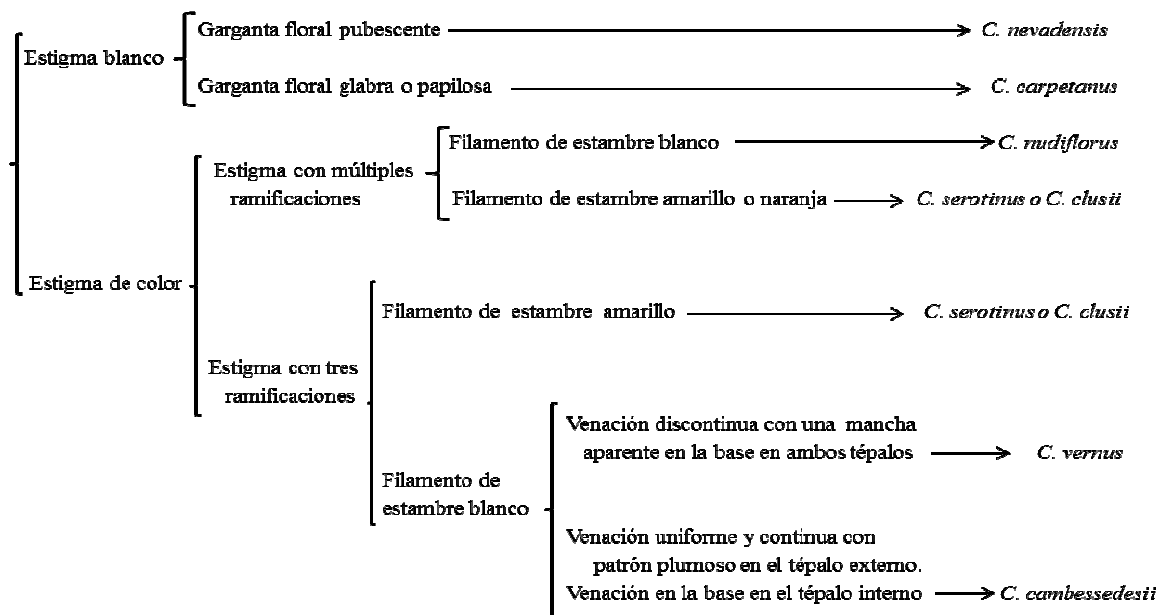 Garganta floral pubescente C. nevadensis
Estigma blanco
Garganta floral glabra o papilosa C. carpetanus
Filamento de estambre blanco C. nudiflorus
Estigma con múltiples
ramificaciones
Filamento de estambre amarillo o naranja C. serotinus o C. clusii
Estigma de color
Filamento de estambre amarillo C. serotinus o C. clusii
Estigma con tres
ramificaciones
Venación discontinua con una mancha
aparente en la base en ambos tépalos C. vernus
Filamento de
estambre blanco
Venación uniforme y continua con
patrón plumoso en el tépalo externo.
Venación en la base en el tépalo interno C. cambessedesii